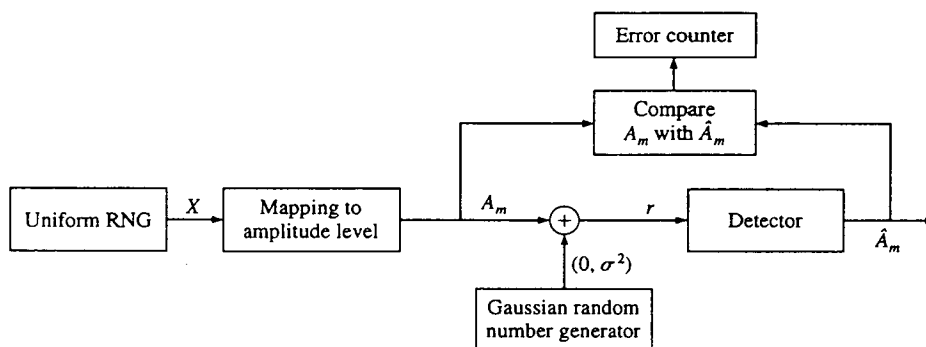 Error counter
Compare
A_m with Â_m
Uniform RNG
X
Mapping to
amplitude level
A_m
+
r
Detector
Â_m
(0, σ²)
Gaussian random
number generator